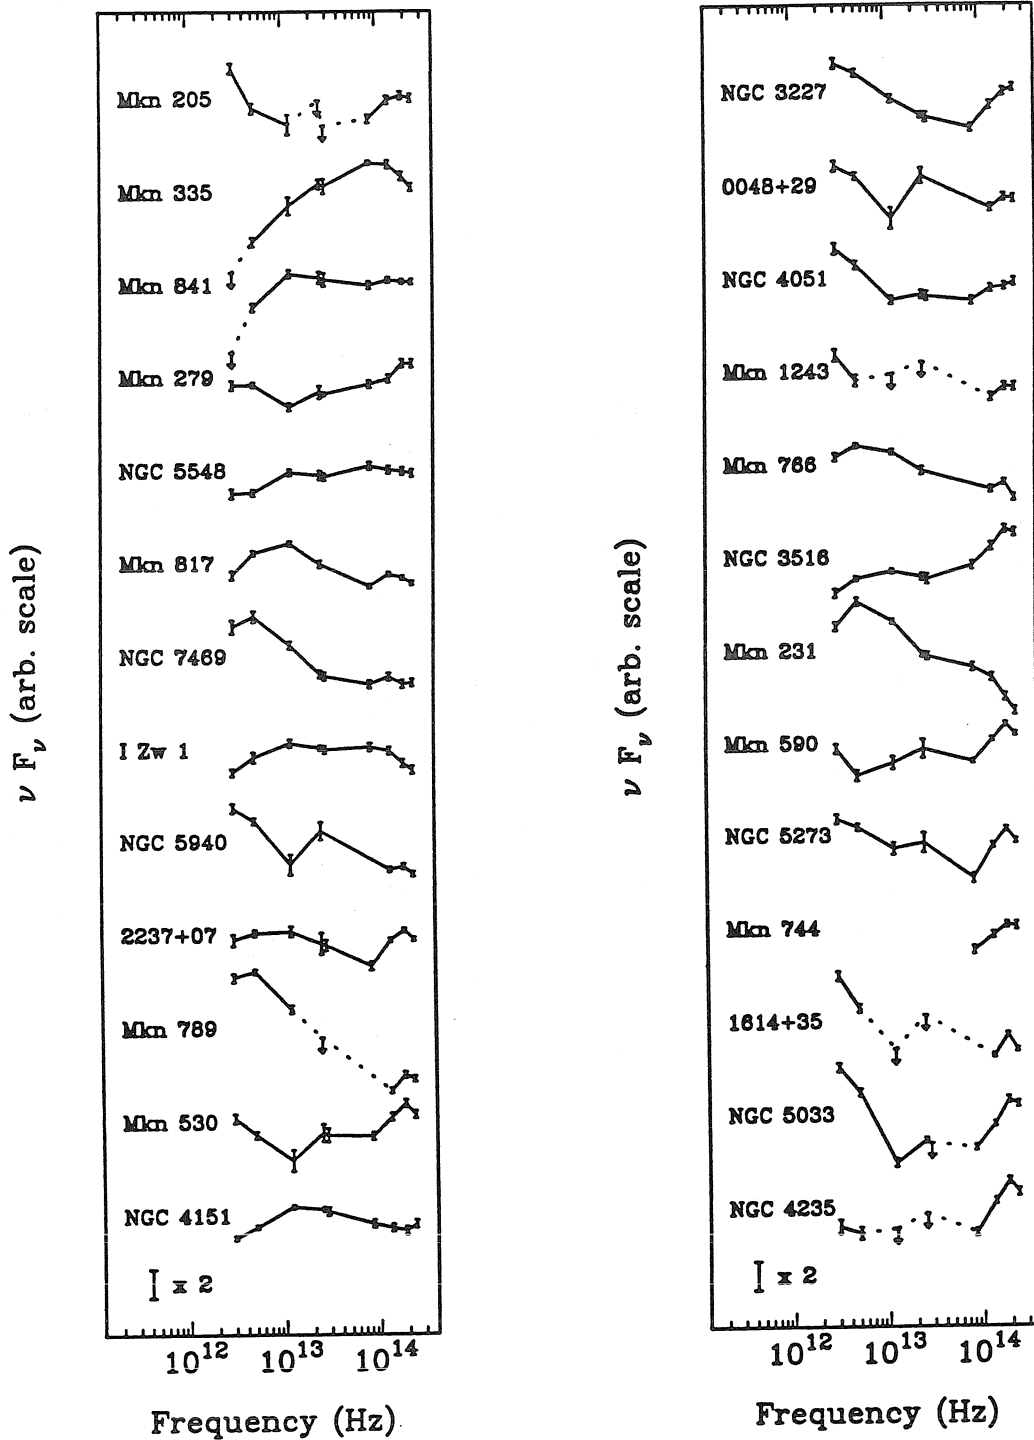 Mkn 205
Mkn 335
Mkn 841
Mkn 279
NGC 5548
Mkn 817
NGC 7469
I Zw 1
NGC 5940
2237+07
Mkn 789
Mkn 530
NGC 4151
x 2
ν Fν (arb. scale)
10¹² 10¹³ 10¹⁴
Frequency (Hz)
NGC 3227
0048+29
NGC 4051
Mkn 1243
Mkn 766
NGC 3516
Mkn 231
Mkn 590
NGC 5273
Mkn 744
1614+35
NGC 5033
NGC 4235
x 2
ν Fν (arb. scale)
10¹² 10¹³ 10¹⁴
Frequency (Hz)